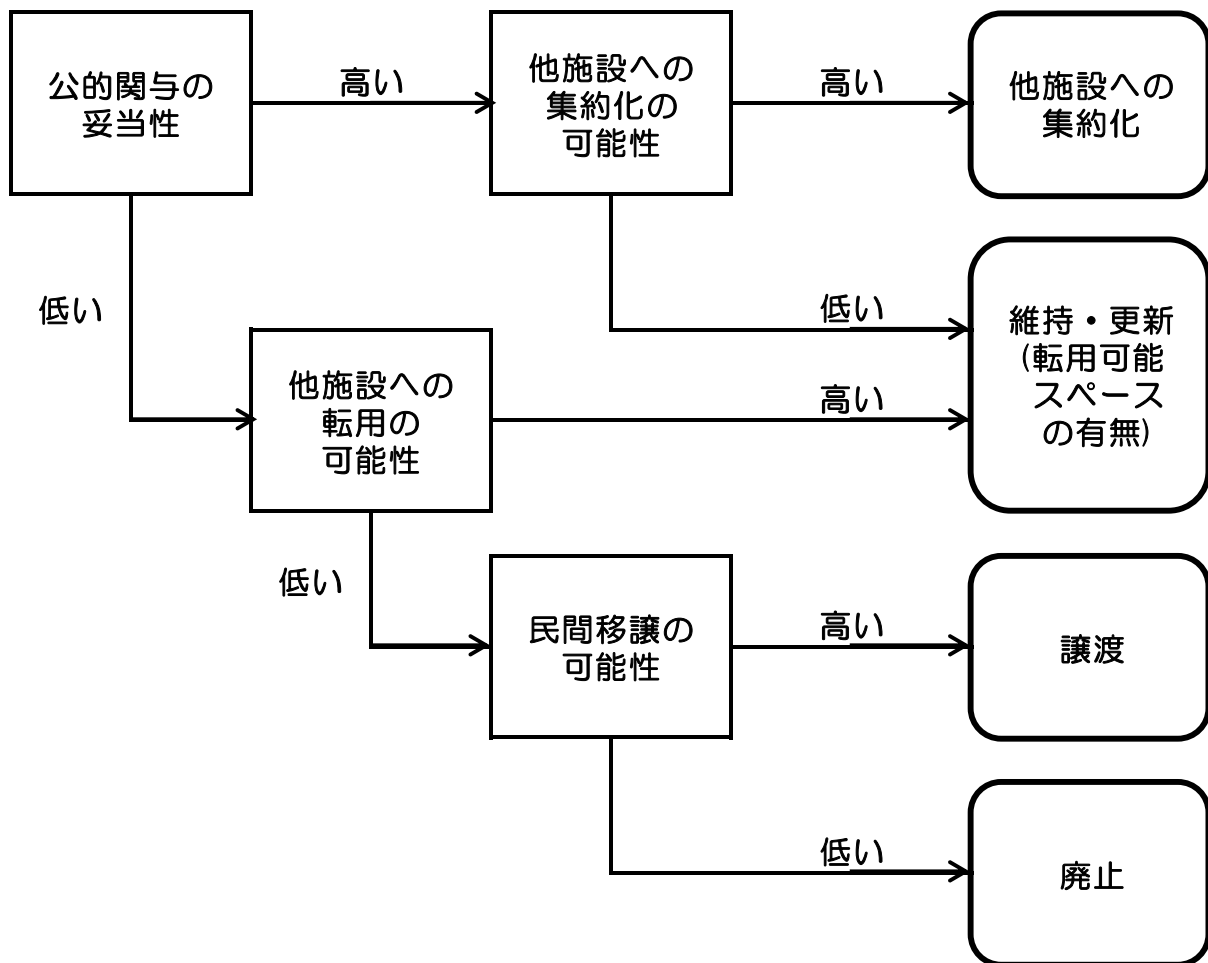 公的関与の
妥当性
高い
他施設への
集約化の
可能性
高い
他施設への
集約化
低い
低い
維持・更新
(転用可能
スペース
の有無)
他施設への
転用の
可能性
高い
低い
民間移譲の
可能性
高い
譲渡
低い
廃止